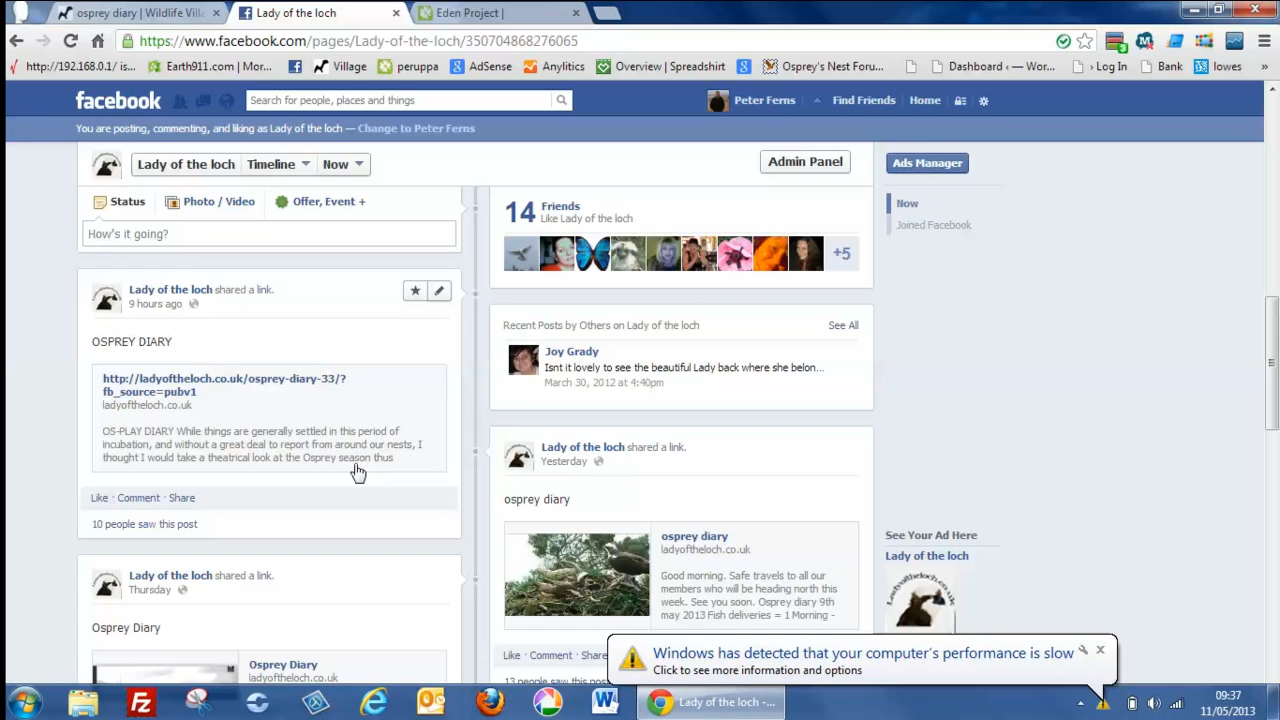 osprey diary | Wildlife Villa
Lady of the loch
Eden Project |
https://www.facebook.com/pages/Lady-of-the-loch/350704868276065
http://192.168.0.1/ is...
Earth911.com | Mor...
Village
peruppa
AdSense
Anylitics
Overview | Spreadshirt
Osprey's Nest Foru...
Dashboard ‹ — Wor...
› Log In
Bank
lowes
facebook
Search for people, places and things
Peter Ferns
Find Friends
Home
You are posting, commenting, and liking as Lady of the loch — Change to Peter Ferns
Lady of the loch
Timeline
Now
Admin Panel
Ads Manager
Status
Photo / Video
Offer, Event +
How's it going?
Lady of the loch shared a link.
9 hours ago
OSPREY DIARY
http://ladyoftheloch.co.uk/osprey-diary-33/?
fb_source=pubv1
ladyoftheloch.co.uk
OS-PLAY DIARY While things are generally settled in this period of
incubation, and without a great deal to report from around our nests, I
thought I would take a theatrical look at the Osprey season thus
Like · Comment · Share
10 people saw this post
Lady of the loch shared a link.
Thursday
Osprey Diary
Osprey Diary
ladyoftheloch.co.uk
14
Friends
Like Lady of the loch
+5
Recent Posts by Others on Lady of the loch
See All
Joy Grady
Isnt it lovely to see the beautiful Lady back where she belon...
March 30, 2012 at 4:40pm
Lady of the loch shared a link.
Yesterday
osprey diary
osprey diary
ladyoftheloch.co.uk
Good morning. Safe travels to all our
members who will be heading north this
week. See you soon. Osprey diary 9th
may 2013 Fish deliveries = 1 Morning -
Like · Comment · Share
13 people saw this post
Now
Joined Facebook
See Your Ad Here
Lady of the loch
Ladyoftheloch.co.uk
Windows has detected that your computer's performance is slow
Click to see more information and options
Lady of the loch -...
09:37
11/05/2013